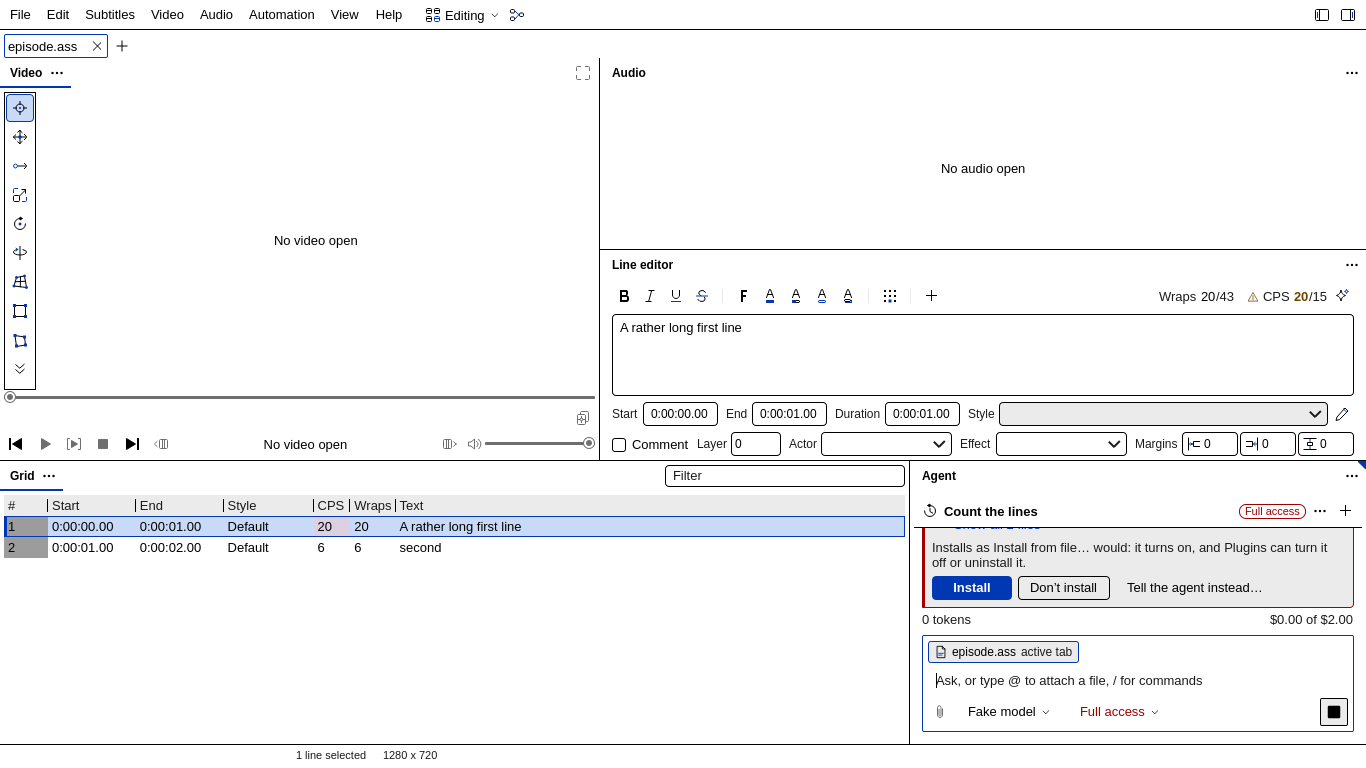 File Edit Subtitles Video Audio Automation View Help Editing
episode.ass
Video
No video open
No video open
Audio
No audio open
Line editor
Wraps 20/43 CPS 20/15
A rather long first line
Start 0:00:00.00 End 0:00:01.00 Duration 0:00:01.00 Style
Comment Layer 0 Actor Effect Margins 0 0 0
Grid Filter
# Start End Style CPS Wraps Text
1 0:00:00.00 0:00:01.00 Default 20 20 A rather long first line
2 0:00:01.00 0:00:02.00 Default 6 6 second
Agent
Count the lines Full access
Installs as Install from file… would: it turns on, and Plugins can turn it
off or uninstall it.
Install Don't install Tell the agent instead…
0 tokens $0.00 of $2.00
episode.ass active tab
Ask, or type @ to attach a file, / for commands
Fake model Full access
1 line selected 1280 x 720